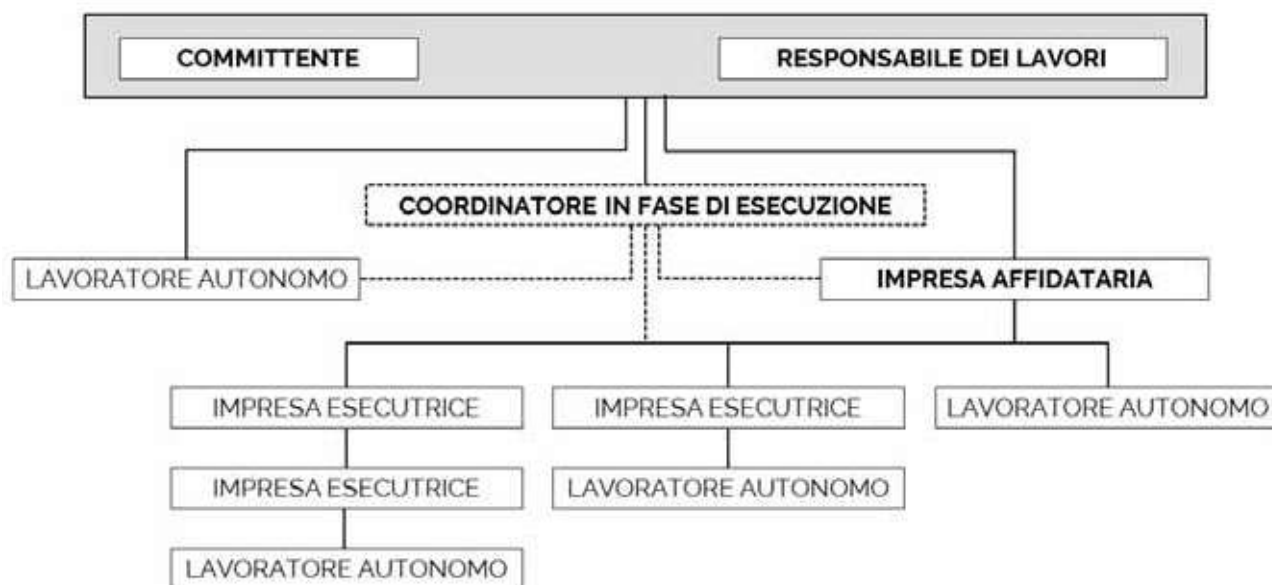 COMMITTENTE
RESPONSABILE DEI LAVORI
COORDINATORE IN FASE DI ESECUZIONE
LAVORATORE AUTONOMO
IMPRESA AFFIDATARIA
IMPRESA ESECUTRICE
IMPRESA ESECUTRICE
LAVORATORE AUTONOMO
IMPRESA ESECUTRICE
LAVORATORE AUTONOMO
LAVORATORE AUTONOMO